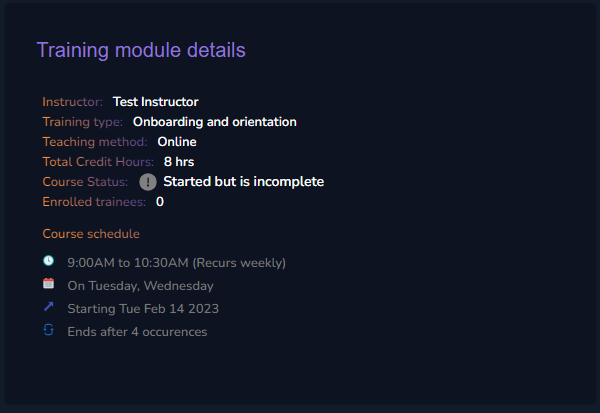 Training module details
Instructor: Test Instructor
Training type: Onboarding and orientation
Teaching method: Online
Total Credit Hours: 8 hrs
Course Status: ! Started but is incomplete
Enrolled trainees: 0
Course schedule
9:00AM to 10:30AM (Recurs weekly)
On Tuesday, Wednesday
Starting Tue Feb 14 2023
Ends after 4 occurences